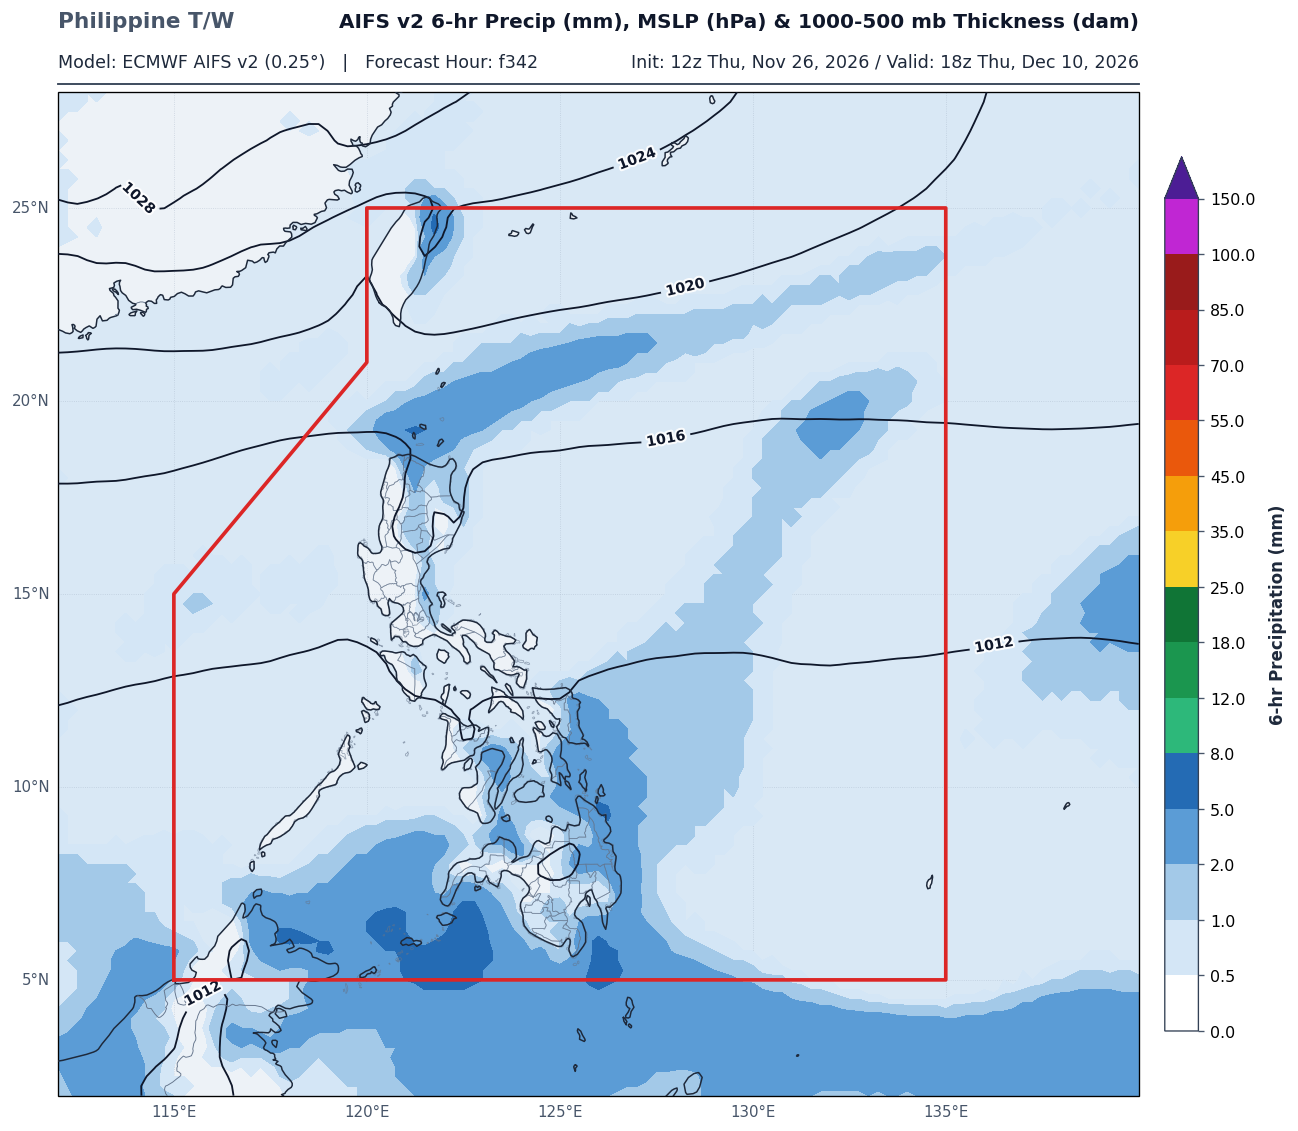 Philippine T/W
AIFS v2 6-hr Precip (mm), MSLP (hPa) & 1000-500 mb Thickness (dam)
Model: ECMWF AIFS v2 (0.25°) | Forecast Hour: f342
Init: 12z Thu, Nov 26, 2026 / Valid: 18z Thu, Dec 10, 2026
1024
1028
25°N
1020
20°N
1016
15°N
1012
10°N
5°N
1012
115°E
120°E
125°E
130°E
135°E
150.0
100.0
85.0
70.0
55.0
45.0
35.0
25.0
18.0
12.0
8.0
5.0
2.0
1.0
0.5
0.0
6-hr Precipitation (mm)